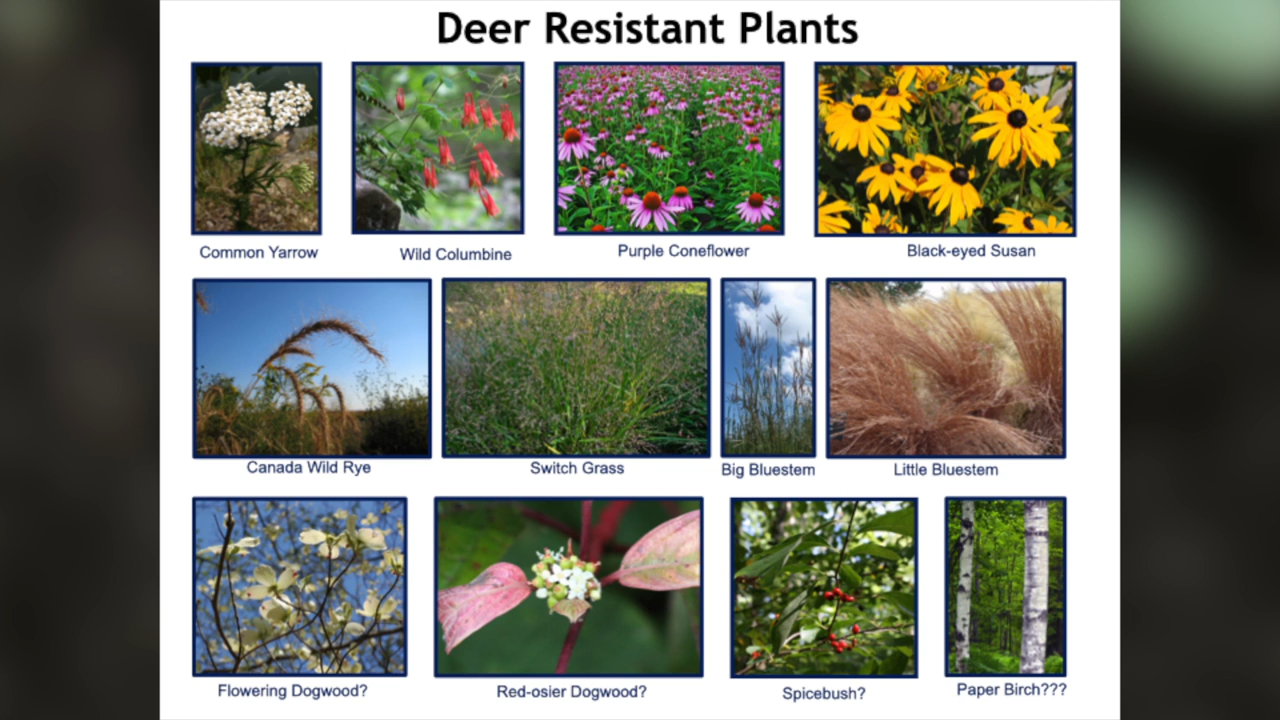 Deer Resistant Plants
Common Yarrow
Wild Columbine
Purple Coneflower
Black-eyed Susan
Canada Wild Rye
Switch Grass
Big Bluestem
Little Bluestem
Flowering Dogwood?
Red-osier Dogwood?
Spicebush?
Paper Birch???